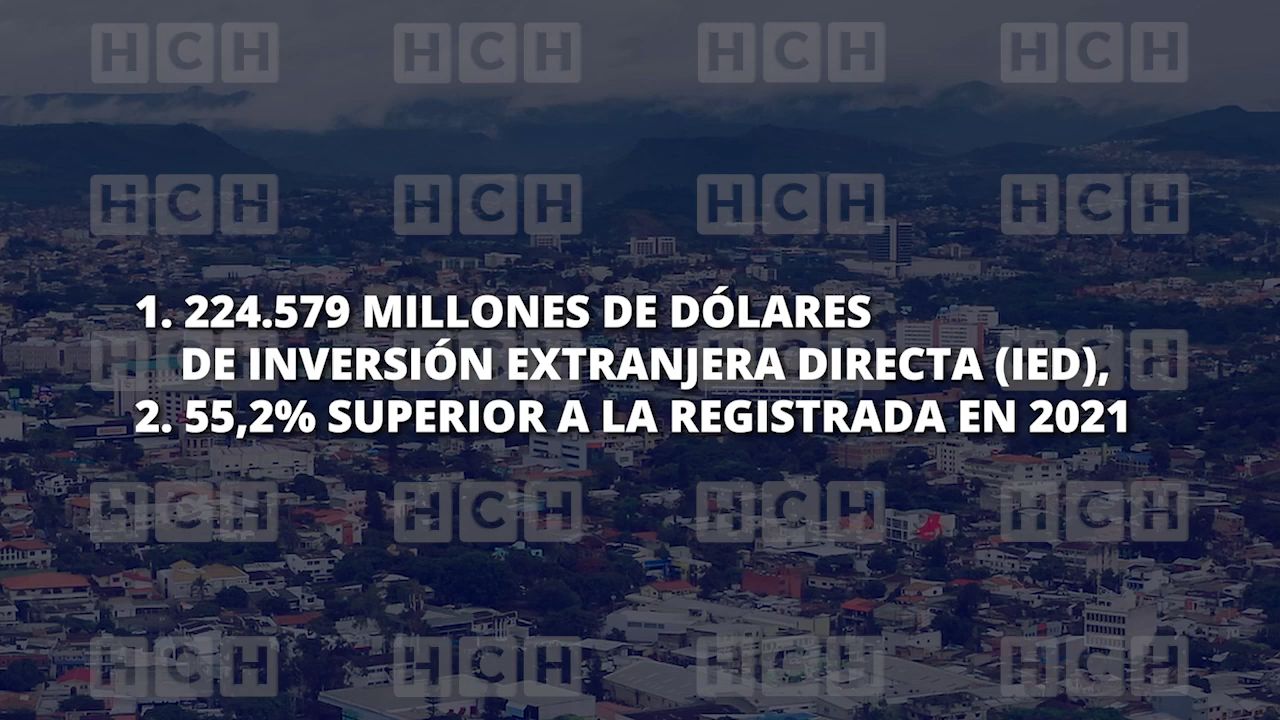 HCH HCH HCH HCH
HCH HCH HCH HCH
1. 224.579 MILLONES DE DÓLARES
DE INVERSIÓN EXTRANJERA DIRECTA (IED),
2. 55,2% SUPERIOR A LA REGISTRADA EN 2021
HCH HCH HCH HCH
HCH HCH HCH HCH